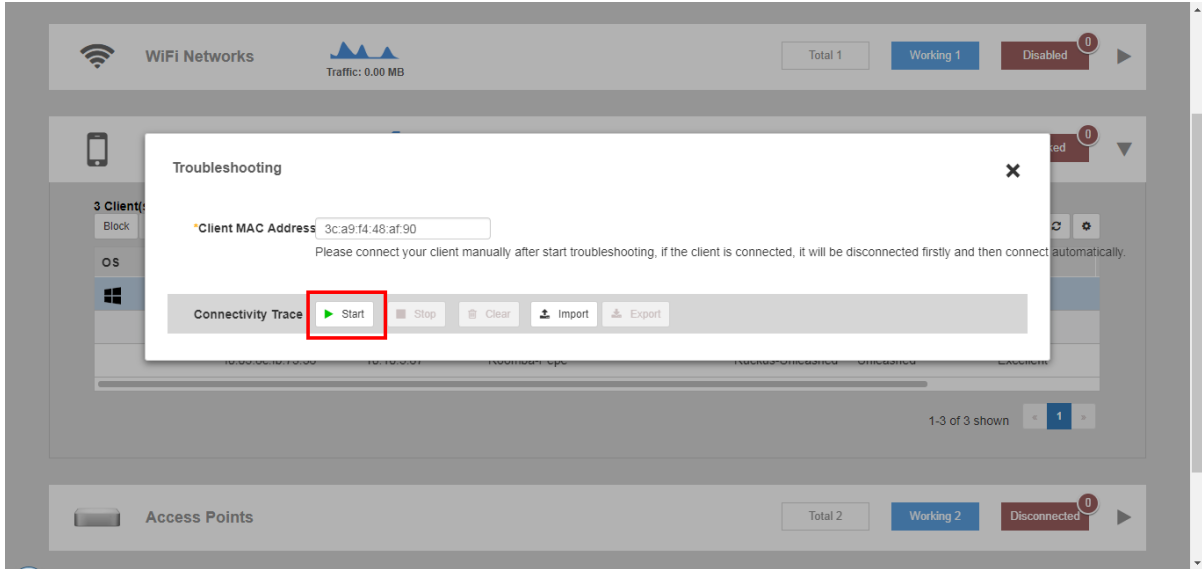 WiFi Networks
Traffic: 0.00 MB
Total 1
Working 1
Disabled
0
0
Troubleshooting
3 Client(
Block
*Client MAC Address
3c:a9:f4:48:af:90
Please connect your client manually after start troubleshooting, if the client is connected, it will be disconnected firstly and then connect automatically.
OS
Connectivity Trace
Start
Stop
Clear
Import
Export
Excellent
1-3 of 3 shown
«
1
»
Access Points
Total 2
Working 2
Disconnected
0